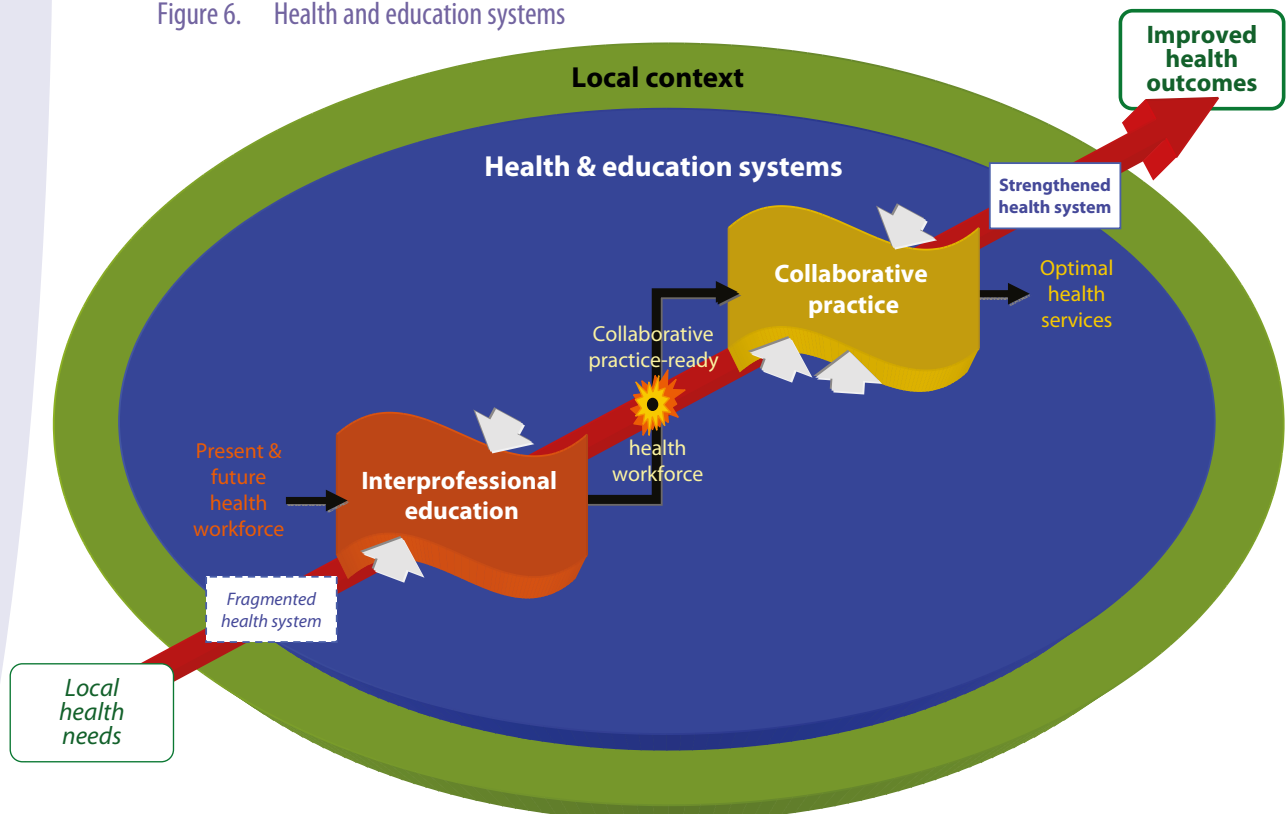 Figure 6. Health and education systems
Improved
health
outcomes
Local context
Health & education systems
Strengthened
health system
Collaborative
practice
Optimal
health
services
Collaborative
practice-ready
health
workforce
Present &
future
health
workforce
Interprofessional
education
Fragmented
health system
Local
health
needs